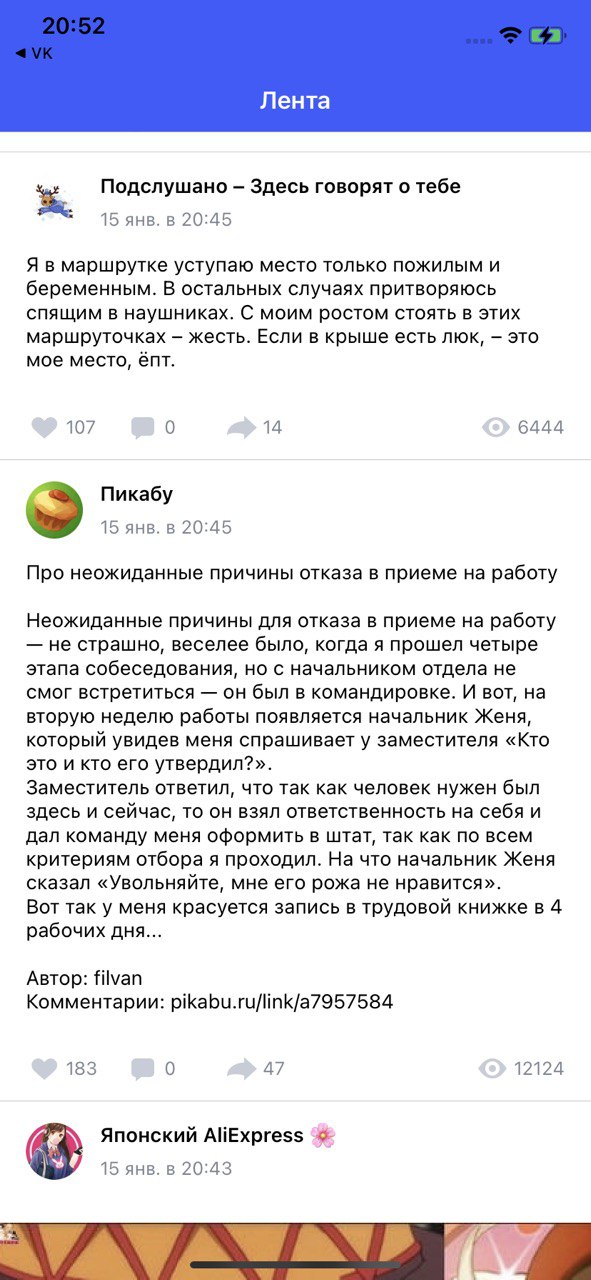 20:52
◀ VK
Лента
Подслушано – Здесь говорят о тебе
15 янв. в 20:45
Я в маршрутке уступаю место только пожилым и
беременным. В остальных случаях притворяюсь
спящим в наушниках. С моим ростом стоять в этих
маршруточках – жесть. Если в крыше есть люк, – это
мое место, ёпт.
107 0 14 6444
Пикабу
15 янв. в 20:45
Про неожиданные причины отказа в приеме на работу
Неожиданные причины для отказа в приеме на работу
— не страшно, веселее было, когда я прошел четыре
этапа собеседования, но с начальником отдела не
смог встретиться — он был в командировке. И вот, на
вторую неделю работы появляется начальник Женя,
который увидев меня спрашивает у заместителя «Кто
это и кто его утвердил?».
Заместитель ответил, что так как человек нужен был
здесь и сейчас, то он взял ответственность на себя и
дал команду меня оформить в штат, так как по всем
критериям отбора я проходил. На что начальник Женя
сказал «Увольняйте, мне его рожа не нравится».
Вот так у меня красуется запись в трудовой книжке в 4
рабочих дня...
Автор: filvan
Комментарии: pikabu.ru/link/a7957584
183 0 47 12124
Японский AliExpress 🌸
15 янв. в 20:43